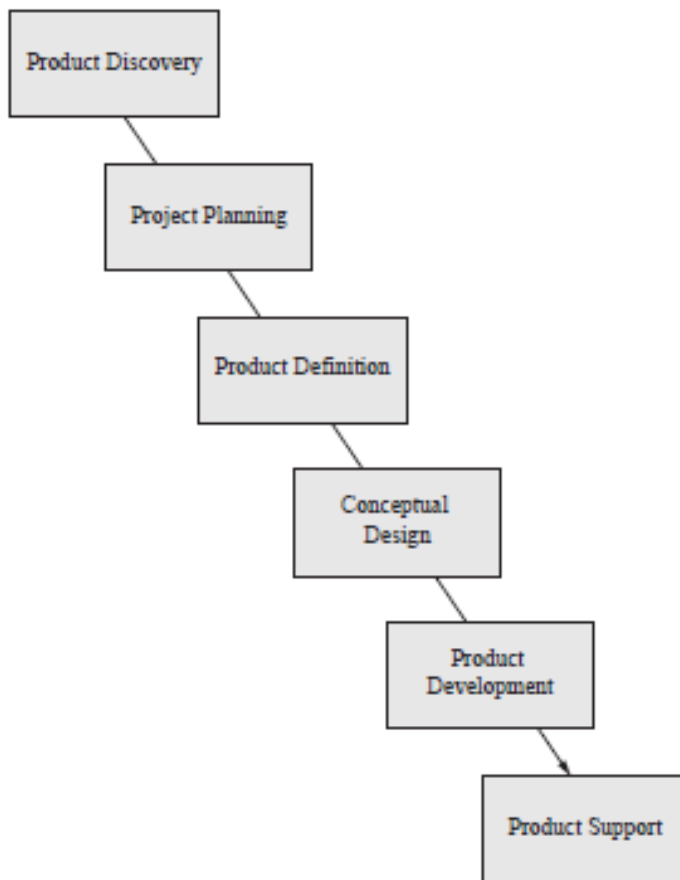 Product Discovery
Project Planning
Product Definition
Conceptual
Design
Product
Development
Product Support